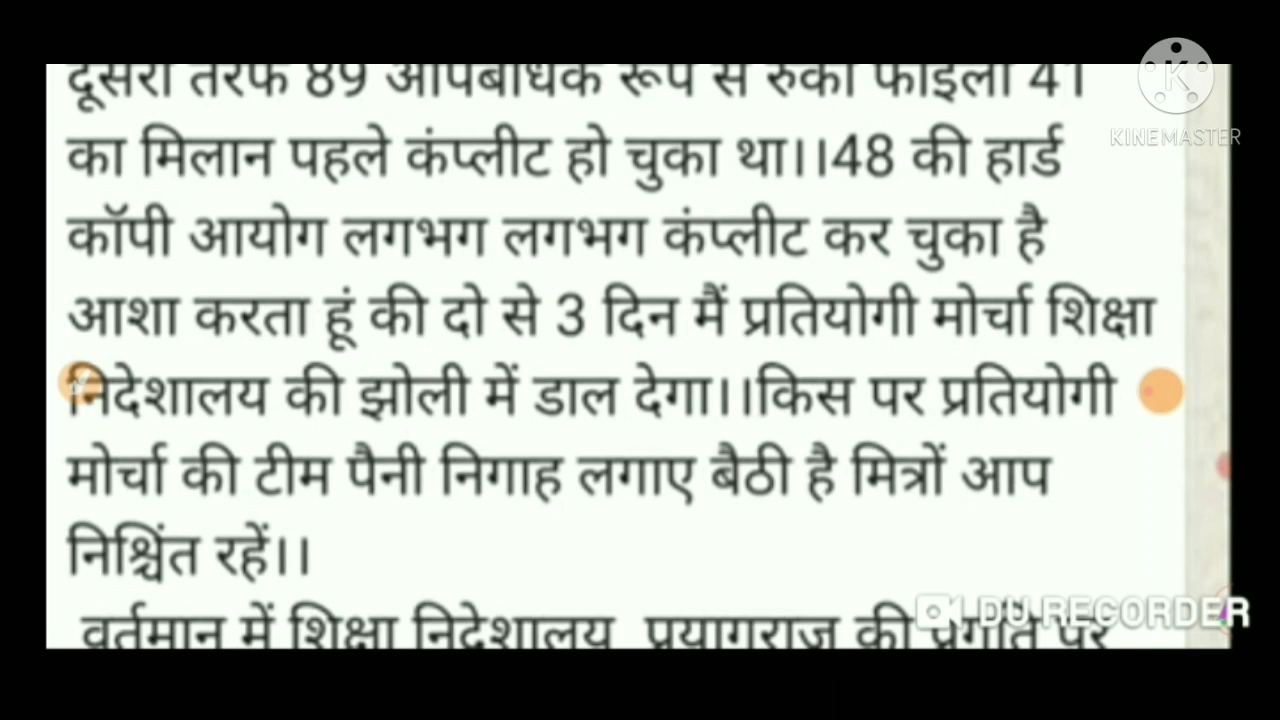 दूसरी तरफ 89 औपबंधिक रूप से रुकी फाइलों 41
का मिलान पहले कंप्लीट हो चुका था।।48 की हार्ड
कॉपी आयोग लगभग लगभग कंप्लीट कर चुका है
आशा करता हूं की दो से 3 दिन मैं प्रतियोगी मोर्चा शिक्षा
निदेशालय की झोली में डाल देगा।।किस पर प्रतियोगी
मोर्चा की टीम पैनी निगाह लगाए बैठी है मित्रों आप
निश्चिंत रहें।।
वर्तमान में शिक्षा निदेशालय प्रयागराज की प्रगति पर
KINEMASTER
DU RECORDER